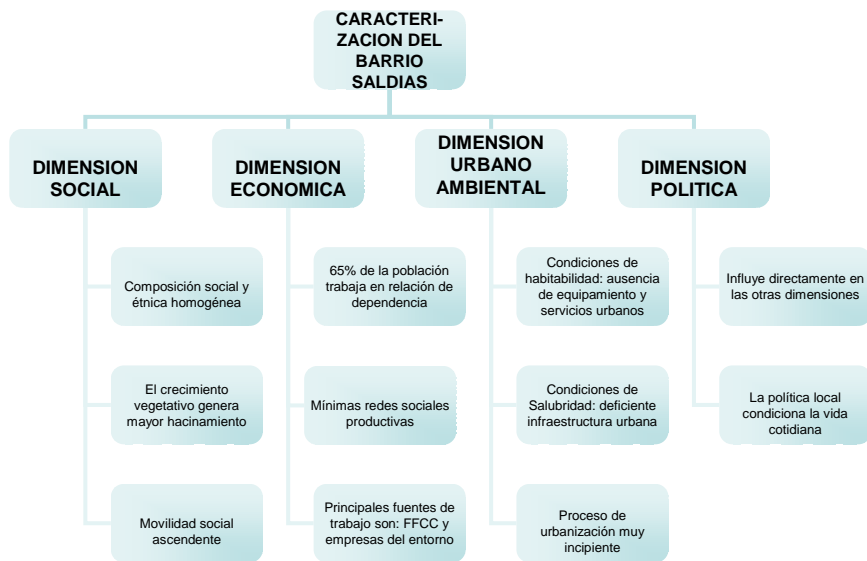 CARACTERI-
ZACION DEL
BARRIO
SALDIAS
DIMENSION
SOCIAL
DIMENSION
ECONOMICA
DIMENSION
URBANO
AMBIENTAL
DIMENSION
POLITICA
Composición social y
étnica homogénea
El crecimiento
vegetativo genera
mayor hacinamiento
Movilidad social
ascendente
65% de la población
trabaja en relación de
dependencia
Mínimas redes sociales
productivas
Principales fuentes de
trabajo son: FFCC y
empresas del entorno
Condiciones de
habitabilidad: ausencia
de equipamiento y
servicios urbanos
Condiciones de
Salubridad: deficiente
infraestructura urbana
Proceso de
urbanización muy
incipiente
Influye directamente en
las otras dimensiones
La política local
condiciona la vida
cotidiana